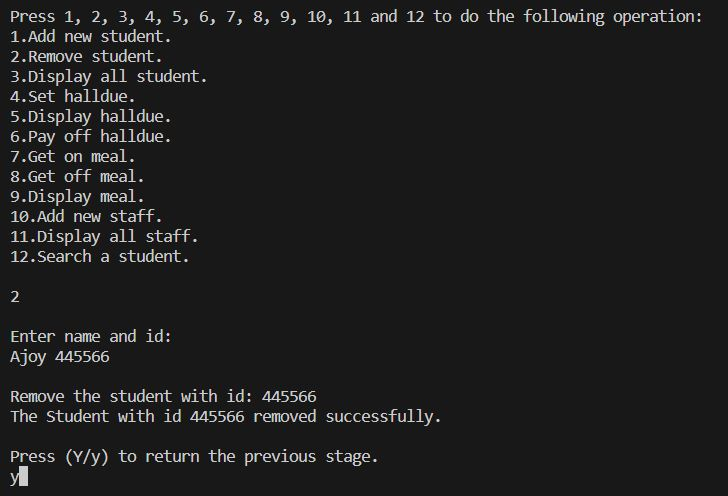 Press 1, 2, 3, 4, 5, 6, 7, 8, 9, 10, 11 and 12 to do the following operation:
1.Add new student.
2.Remove student.
3.Display all student.
4.Set halldue.
5.Display halldue.
6.Pay off halldue.
7.Get on meal.
8.Get off meal.
9.Display meal.
10.Add new staff.
11.Display all staff.
12.Search a student.
2
Enter name and id:
Ajoy 445566
Remove the student with id: 445566
The Student with id 445566 removed successfully.
Press (Y/y) to return the previous stage.
y